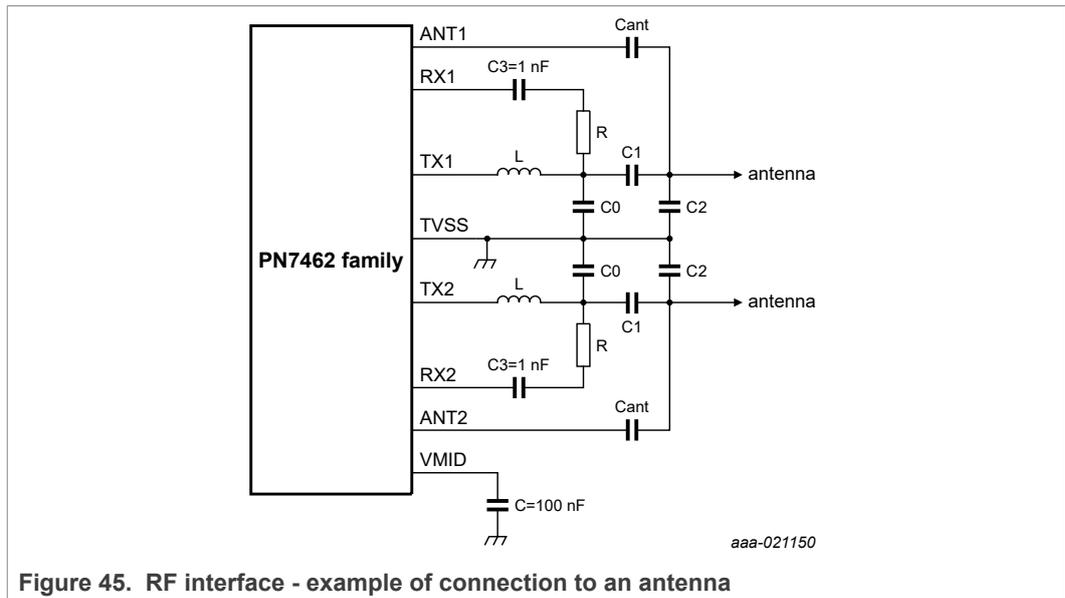 Cant
ANT1
C3=1 nF
RX1
R
C1
TX1
L
antenna
C0
C2
TVSS
PN7462 family
C0
C2
TX2
L
antenna
C1
R
C3=1 nF
RX2
Cant
ANT2
VMID
C=100 nF
aaa-021150
Figure 45. RF interface - example of connection to an antenna